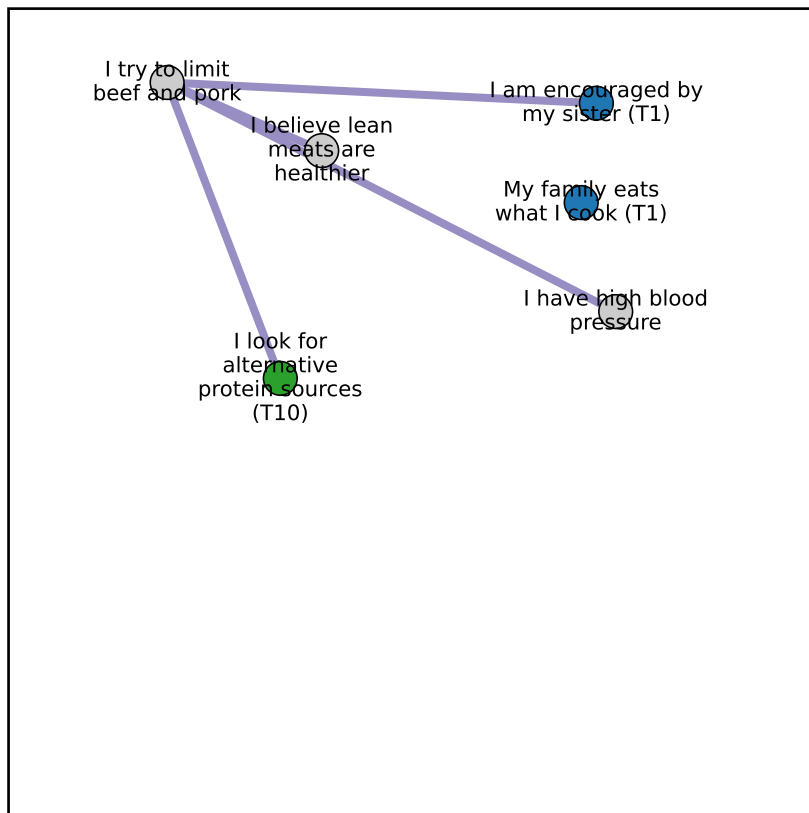 I try to limit
beef and pork
I am encouraged by
my sister (T1)
I believe lean
meats are
healthier
My family eats
what I cook (T1)
I have high blood
pressure
I look for
alternative
protein sources
(T10)